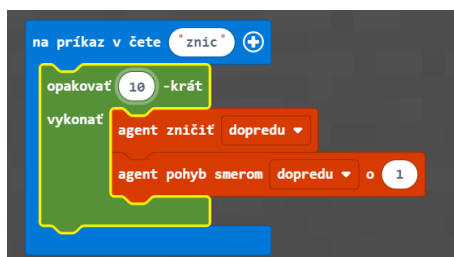 na príkaz v čete "znic"
opakovať 10 -krát
vykonať
agent zničiť dopredu
agent pohyb smerom dopredu o 1